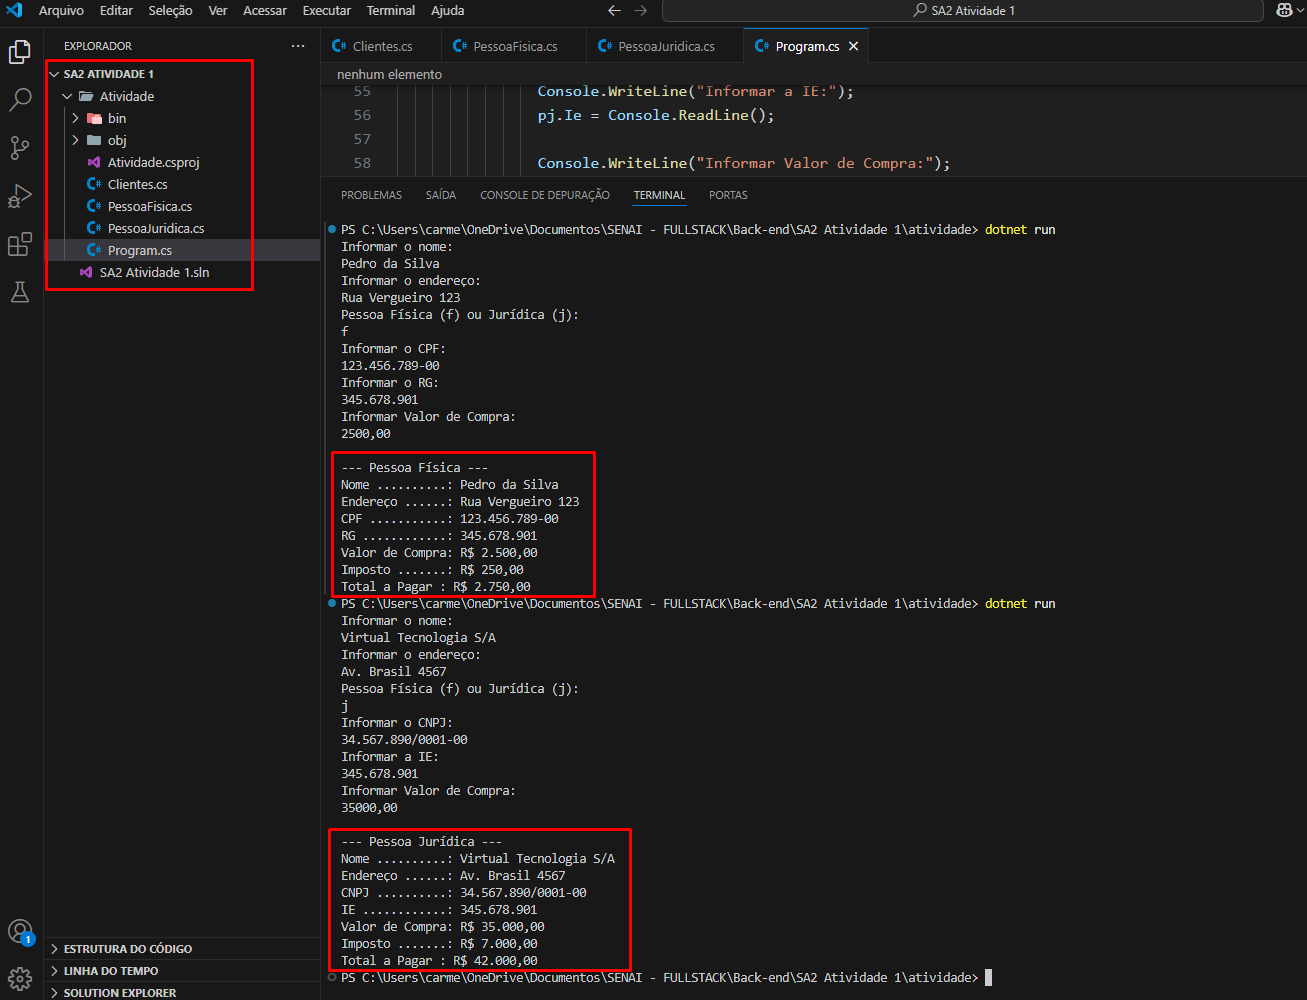 Arquivo Editar Seleção Ver Acessar Executar Terminal Ajuda
SA2 Atividade 1
EXPLORADOR
SA2 ATIVIDADE 1
Atividade
bin
obj
Atividade.csproj
Clientes.cs
PessoaFisica.cs
PessoaJuridica.cs
Program.cs
SA2 Atividade 1.sln
1
ESTRUTURA DO CÓDIGO
LINHA DO TEMPO
SOLUTION EXPLORER
Clientes.cs PessoaFisica.cs PessoaJuridica.cs Program.cs
nenhum elemento
55 Console.WriteLine("Informar a IE:");
56 pj.Ie = Console.ReadLine();
57
58 Console.WriteLine("Informar Valor de Compra:");
PROBLEMAS SAÍDA CONSOLE DE DEPURAÇÃO TERMINAL PORTAS
PS C:\Users\carme\OneDrive\Documentos\SENAI - FULLSTACK\Back-end\SA2 Atividade 1\atividade> dotnet run
Informar o nome:
Pedro da Silva
Informar o endereço:
Rua Vergueiro 123
Pessoa Física (f) ou Jurídica (j):
f
Informar o CPF:
123.456.789-00
Informar o RG:
345.678.901
Informar Valor de Compra:
2500,00
--- Pessoa Física ---
Nome ..........: Pedro da Silva
Endereço ......: Rua Vergueiro 123
CPF ...........: 123.456.789-00
RG ............: 345.678.901
Valor de Compra: R$ 2.500,00
Imposto .......: R$ 250,00
Total a Pagar : R$ 2.750,00
PS C:\Users\carme\OneDrive\Documentos\SENAI - FULLSTACK\Back-end\SA2 Atividade 1\atividade> dotnet run
Informar o nome:
Virtual Tecnologia S/A
Informar o endereço:
Av. Brasil 4567
Pessoa Física (f) ou Jurídica (j):
j
Informar o CNPJ:
34.567.890/0001-00
Informar a IE:
345.678.901
Informar Valor de Compra:
35000,00
--- Pessoa Jurídica ---
Nome ..........: Virtual Tecnologia S/A
Endereço ......: Av. Brasil 4567
CNPJ ..........: 34.567.890/0001-00
IE ............: 345.678.901
Valor de Compra: R$ 35.000,00
Imposto .......: R$ 7.000,00
Total a Pagar : R$ 42.000,00
PS C:\Users\carme\OneDrive\Documentos\SENAI - FULLSTACK\Back-end\SA2 Atividade 1\atividade>